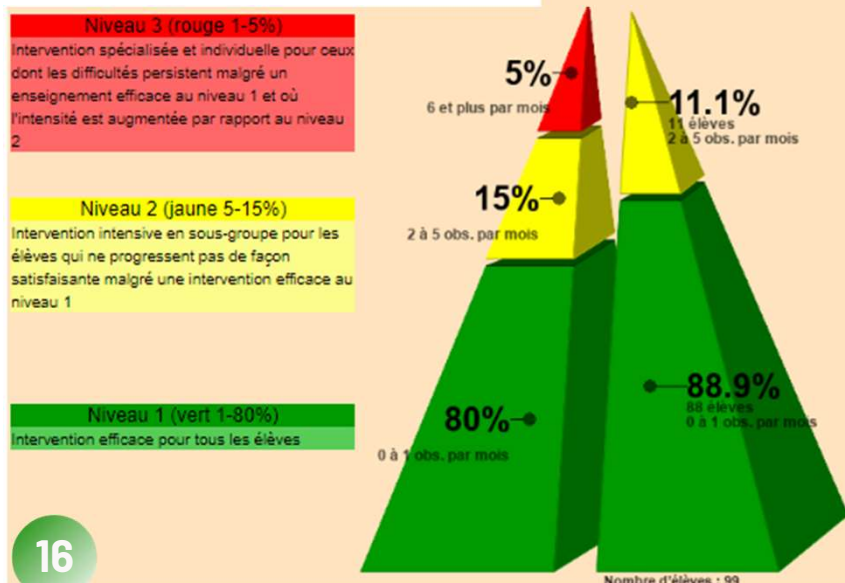 Niveau 3 (rouge 1-5%)
Intervention spécialisée et individuelle pour ceux
dont les difficultés persistent malgré un
enseignement efficace au niveau 1 et où
l'intensité est augmentée par rapport au niveau
2
Niveau 2 (jaune 5-15%)
Intervention intensive en sous-groupe pour les
élèves qui ne progressent pas de façon
satisfaisante malgré une intervention efficace au
niveau 1
Niveau 1 (vert 1-80%)
Intervention efficace pour tous les élèves
5%
6 et plus par mois
15%
2 à 5 obs. par mois
80%
0 à 1 obs. par mois
11.1%
11 élèves
2 à 5 obs. par mois
88.9%
88 élèves
0 à 1 obs. par mois
Nombre d'élèves : 99
16